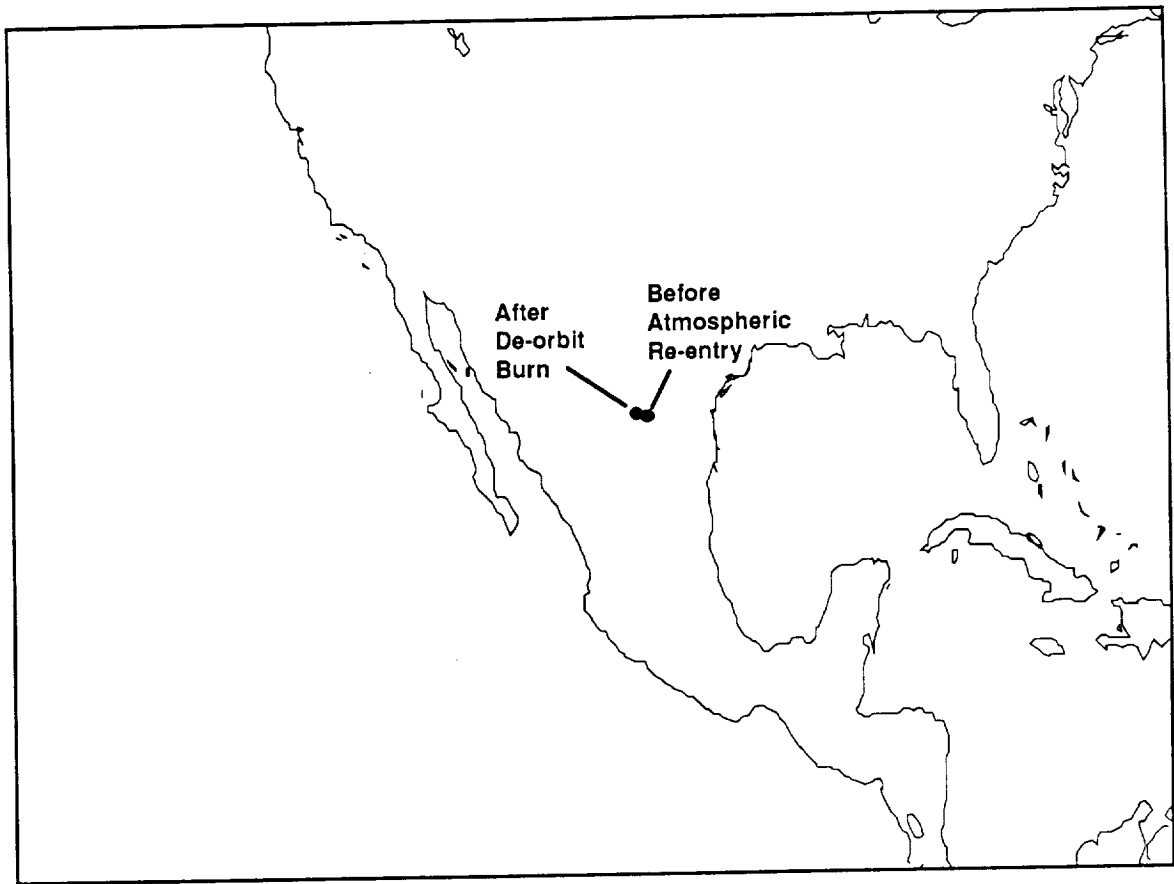 After
De-orbit
Burn
Before
Atmospheric
Re-entry